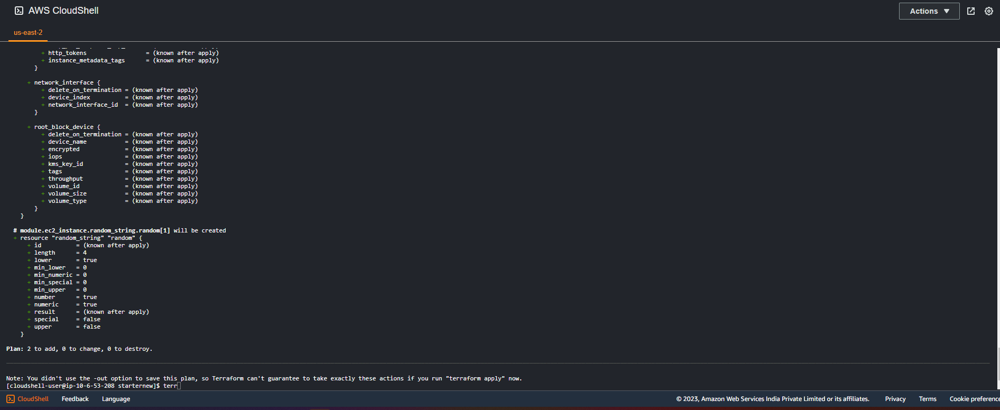 AWS CloudShell
Actions ▼
us-east-2
+ http_tokens = (known after apply)
+ instance_metadata_tags = (known after apply)
}
+ network_interface {
+ delete_on_termination = (known after apply)
+ device_index = (known after apply)
+ network_interface_id = (known after apply)
}
+ root_block_device {
+ delete_on_termination = (known after apply)
+ device_name = (known after apply)
+ encrypted = (known after apply)
+ iops = (known after apply)
+ kms_key_id = (known after apply)
+ tags = (known after apply)
+ throughput = (known after apply)
+ volume_id = (known after apply)
+ volume_size = (known after apply)
+ volume_type = (known after apply)
}
}
# module.ec2_instance.random_string.random[1] will be created
+ resource "random_string" "random" {
+ id = (known after apply)
+ length = 4
+ lower = true
+ min_lower = 0
+ min_numeric = 0
+ min_special = 0
+ min_upper = 0
+ number = true
+ numeric = true
+ result = (known after apply)
+ special = false
+ upper = false
}
Plan: 2 to add, 0 to change, 0 to destroy.
Note: You didn't use the -out option to save this plan, so Terraform can't guarantee to take exactly these actions if you run "terraform apply" now.
[cloudshell-user@ip-10-6-53-208 starternew]$ terr
CloudShell Feedback Language © 2023, Amazon Web Services India Private Limited or its affiliates. Privacy Terms Cookie preference